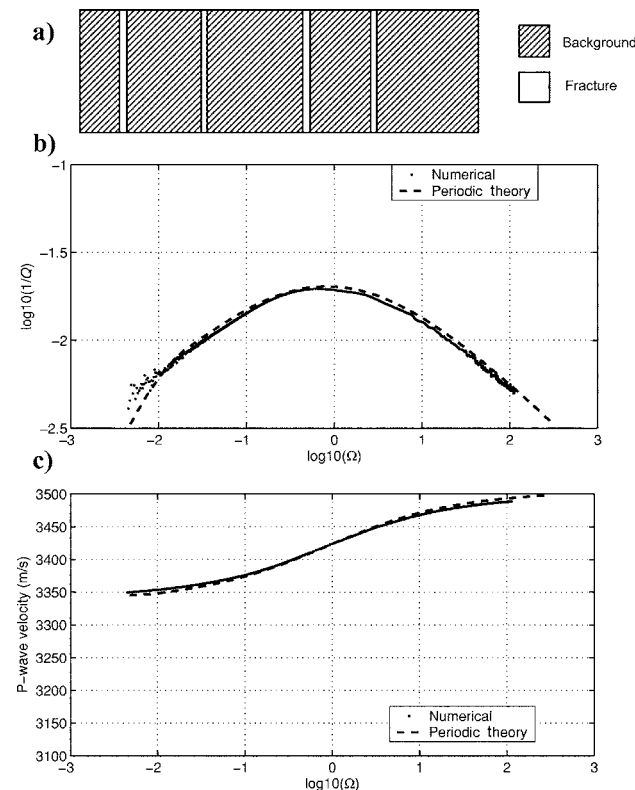 a)
Background
Fracture
b)
−1
−1.5
−2
−2.5
log10(1/Q)
Numerical
Periodic theory
−3 −2 −1 0 1 2 3
log10(Ω)
c)
3500
3450
3400
3350
3300
3250
3200
3150
3100
P−wave velocity (m/s)
Numerical
Periodic theory
−3 −2 −1 0 1 2 3
log10(Ω)